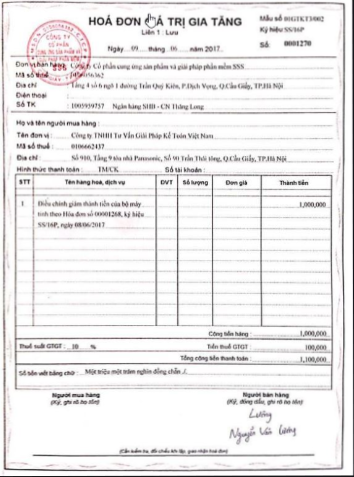 HOÁ ĐƠN GIÁ TRỊ GIA TĂNG
Liên 1: Lưu
Ngày 09 tháng 06 năm 2017
Mẫu số 01GTKT3/002
Ký hiệu SS/16P
Số 0001270
CÔNG TY
CỔ PHẦN
SSS
Đơn vị bán hàng Công ty Cổ phần cung ứng sản phẩm và giải pháp phần mềm SSS
Mã số thuế
Địa chỉ Tầng 4 số 6 ngõ 1 đường Trần Quý Kiên, P.Dịch Vọng, Q.Cầu Giấy, TP.Hà Nội
Điện thoại
Số TK 1005939737 Ngân hàng SHB - CN Thăng Long
Họ và tên người mua hàng :
Tên đơn vị : Công ty TNHH Tư Vấn Giải Pháp Kế Toán Việt Nam
Mã số thuế : 0106662437
Địa chỉ : Số 910, Tầng 9 tòa nhà Panasonic, Số 90 Trần Thái tông, Q.Cầu Giấy, TP.Hà Nội
Hình thức thanh toán : TM/CK Số tài khoản:
STT Tên hàng hoá, dịch vụ ĐVT Số lượng Đơn giá Thành tiền
1 Điều chỉnh giảm thành tiền của bộ máy 1,000,000
tính theo Hóa đơn số 00001268, ký hiệu
SS/16P, ngày 08/06/2017
Cộng tiền hàng : 1,000,000
Thuế suất GTGT : 10 % Tiền thuế GTGT : 100,000
Tổng cộng tiền thanh toán : 1,100,000
Số tiền viết bằng chữ : Một triệu một trăm nghìn đồng chẵn ./.
Người mua hàng Người bán hàng
(Ký, ghi rõ họ tên) (Ký, đóng dấu, ghi rõ họ tên)
Lường
Nguyễn Văn Lường
(Cần kiểm tra, đối chiếu khi lập, giao nhận hoá đơn)